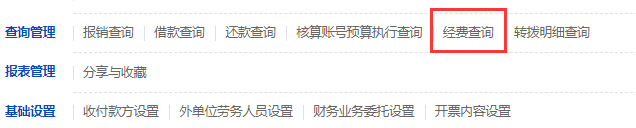 查询管理 报销查询 借款查询 还款查询 核算账号预算执行查询 经费查询 转拨明细查询
报表管理 分享与收藏
基础设置 收付款方设置 外单位劳务人员设置 财务业务委托设置 开票内容设置